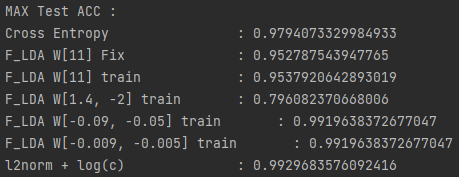 MAX Test ACC :
Cross Entropy : 0.9794073329984933
F_LDA W[11] Fix : 0.952787543947765
F_LDA W[11] train : 0.9537920642893019
F_LDA W[1.4, -2] train : 0.796082370668006
F_LDA W[-0.09, -0.05] train : 0.9919638372677047
F_LDA W[-0.009, -0.005] train : 0.9919638372677047
l2norm + log(c) : 0.9929683576092416